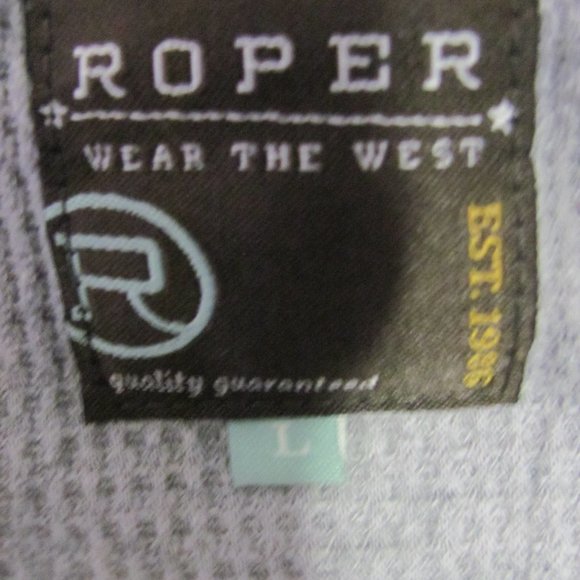 ROPER
WEAR THE WEST
R
EST. 1986
quality guaranteed
L